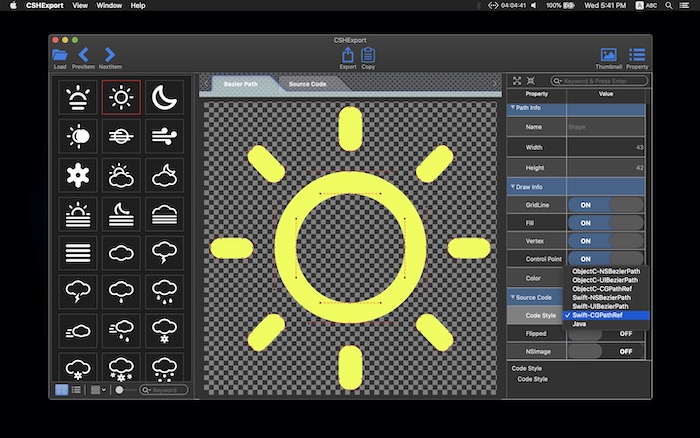 CSHExport View Window Help 04:04:41 100% Wed 5:41 PM A ABC
CSHExport
Load PrevItem NextItem Export Copy Thumbnail Property
Bezier Path Source Code
Keyword & Press Enter
Property Value
Path Info
Name Shape
Width 43
Height 42
Draw Info
GridLine ON
Fill ON
Vertex ON
Control Point ON
Color
ObjectC-NSBezierPath
ObjectC-UIBezierPath
ObjectC-CGPathRef
Swift-NSBezierPath
Swift-UIBezierPath
Swift-CGPathRef
Java
Source Code
Code Style
Flipped OFF
NSImage OFF
Code Style
Code Style
Keyword